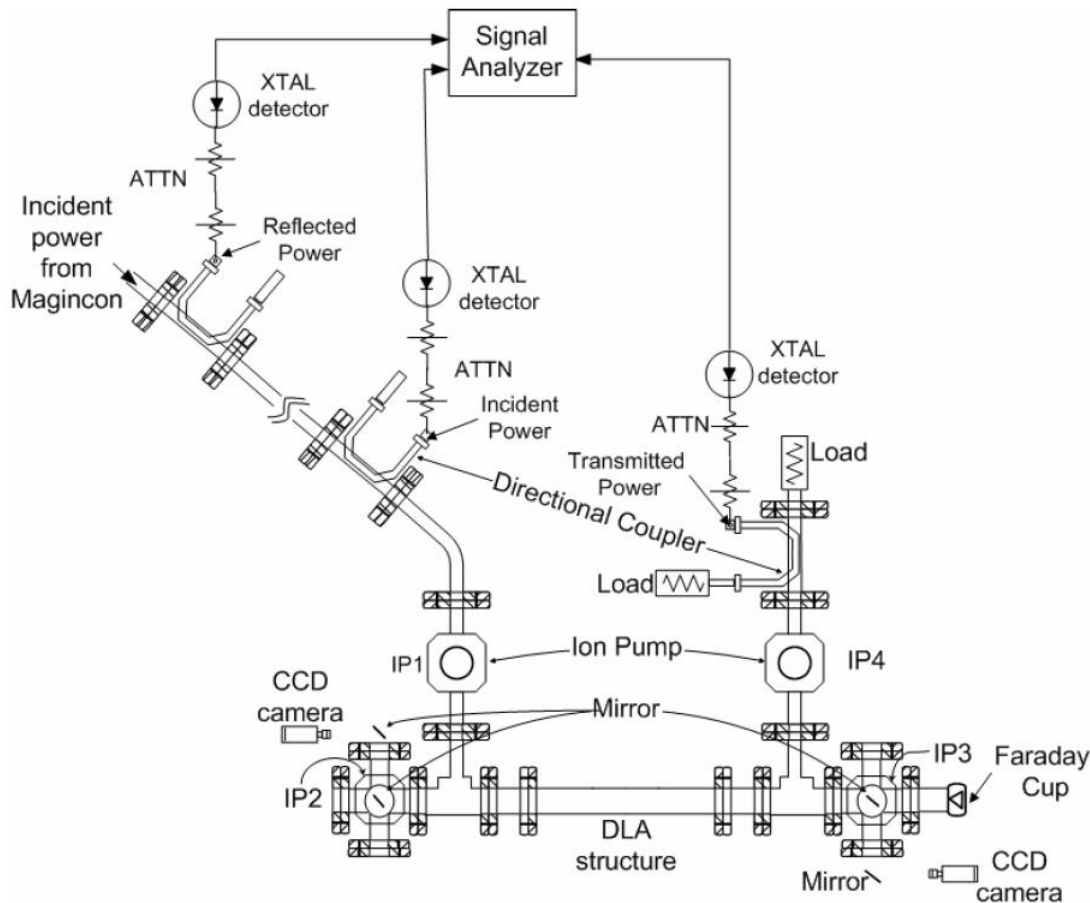 Signal
Analyzer
XTAL
detector
ATTN
Incident
power
from
Magincon
Reflected
Power
XTAL
detector
ATTN
Incident
Power
XTAL
detector
ATTN
Transmitted
Power
Load
Directional Coupler
Load
IP1
Ion Pump
IP4
CCD
camera
Mirror
IP2
IP3
Faraday
Cup
DLA
structure
Mirror
CCD
camera